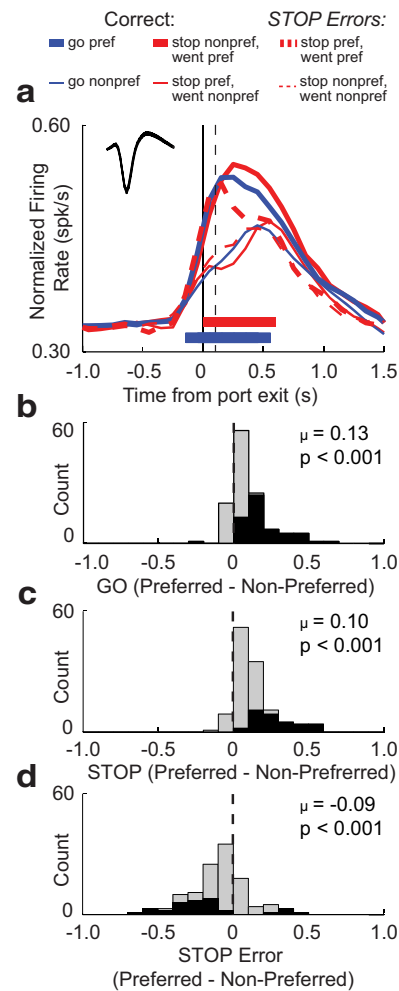 Correct: STOP Errors:
go pref
stop nonpref,
went pref
stop pref,
went pref
go nonpref
stop pref,
went nonpref
stop nonpref,
went nonpref
a
0.60
Normalized Firing
Rate (spk/s)
0.30
-1.0 -0.5 0 0.5 1.0 1.5
Time from port exit (s)
b
60
Count
0
μ = 0.13
p < 0.001
-1.0 -0.5 0 0.5 1.0
GO (Preferred - Non-Preferred)
c
60
Count
0
μ = 0.10
p < 0.001
-1.0 -0.5 0 0.5 1.0
STOP (Preferred - Non-Prefrerred)
d
60
Count
0
μ = -0.09
p < 0.001
-1.0 -0.5 0 0.5 1.0
STOP Error
(Preferred - Non-Preferred)